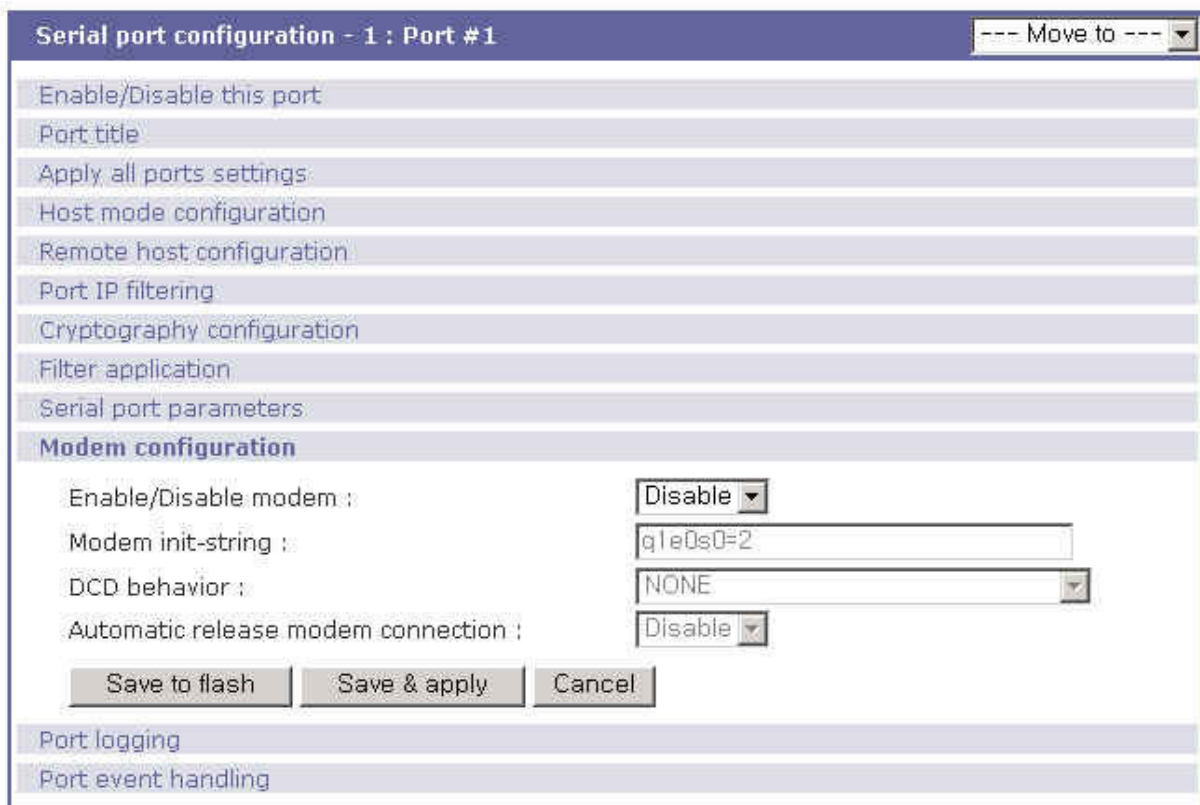 Serial port configuration - 1 : Port #1 --- Move to ---
Enable/Disable this port
Port title
Apply all ports settings
Host mode configuration
Remote host configuration
Port IP filtering
Cryptography configuration
Filter application
Serial port parameters
Modem configuration
Enable/Disable modem : Disable
Modem init-string : q1e0s0=2
DCD behavior : NONE
Automatic release modem connection : Disable
Save to flash Save & apply Cancel
Port logging
Port event handling